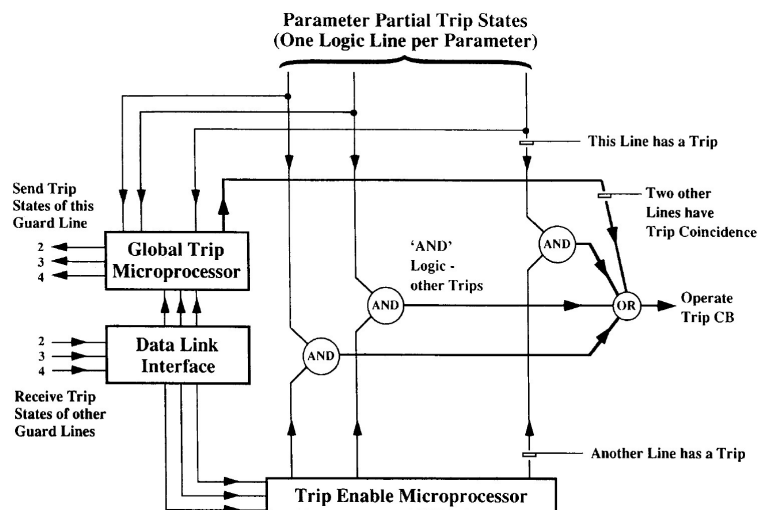 Parameter Partial Trip States
(One Logic Line per Parameter)
This Line has a Trip
Send Trip
States of this
Guard Line
2
3
4
Global Trip
Microprocessor
Two other
Lines have
Trip Coincidence
'AND'
Logic -
other Trips
AND
AND
AND
OR
Operate
Trip CB
2
3
4
Data Link
Interface
Receive Trip
States of other
Guard Lines
Another Line has a Trip
Trip Enable Microprocessor